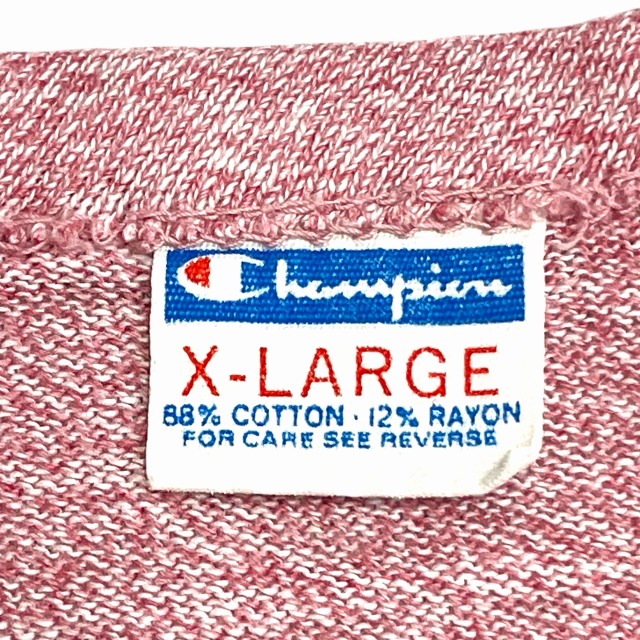 Champion
X-LARGE
88% COTTON · 12% RAYON
FOR CARE SEE REVERSE